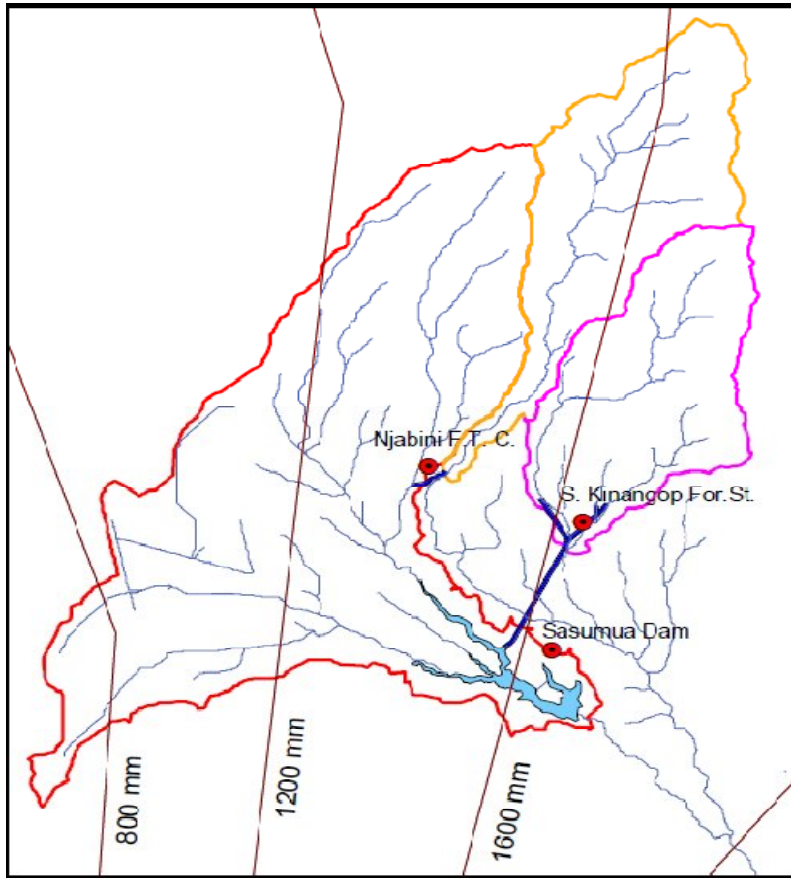 Njabini F.T. C.
S. Kinangop For.St.
Sasumua Dam
800 mm
1200 mm
1600 mm